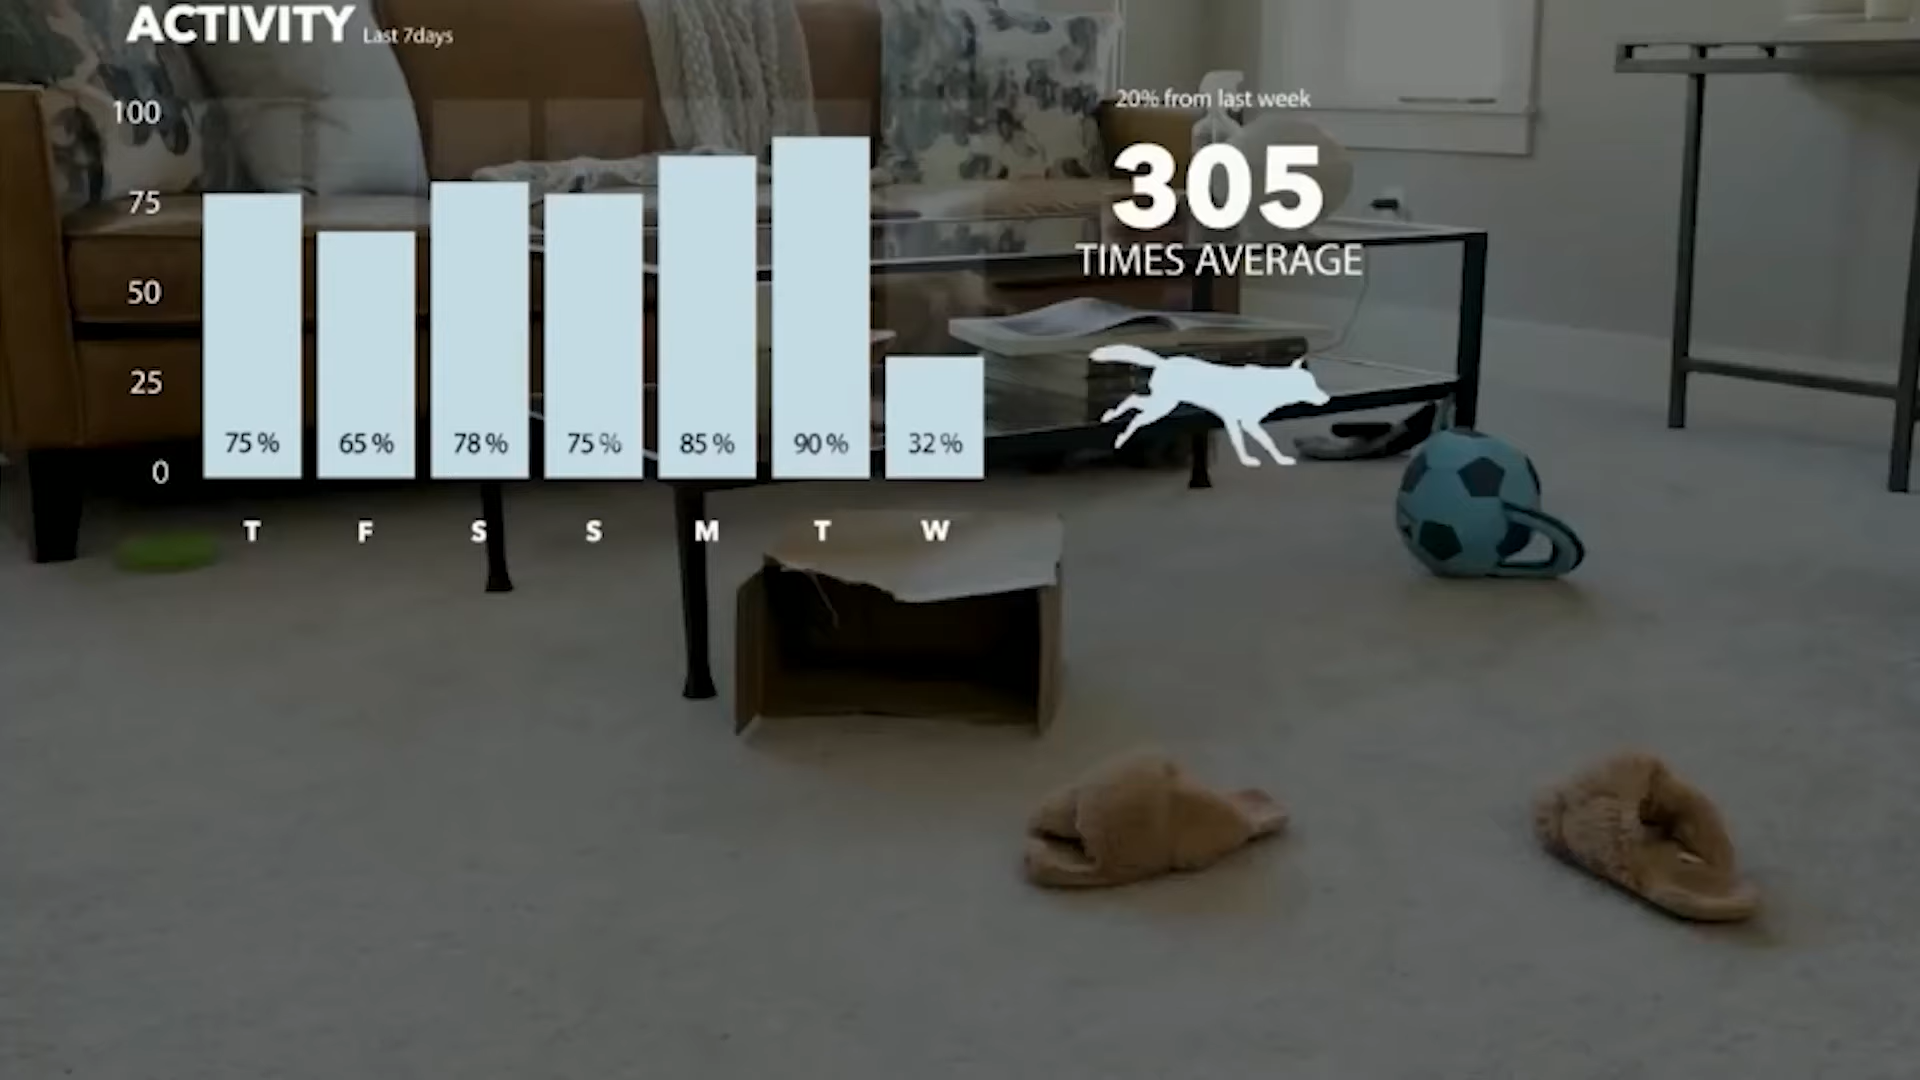 ACTIVITY Last 7days
20% from last week
305
TIMES AVERAGE
100
75
50
25
0
75% 65% 78% 75% 85% 90% 32%
T F S S M T W